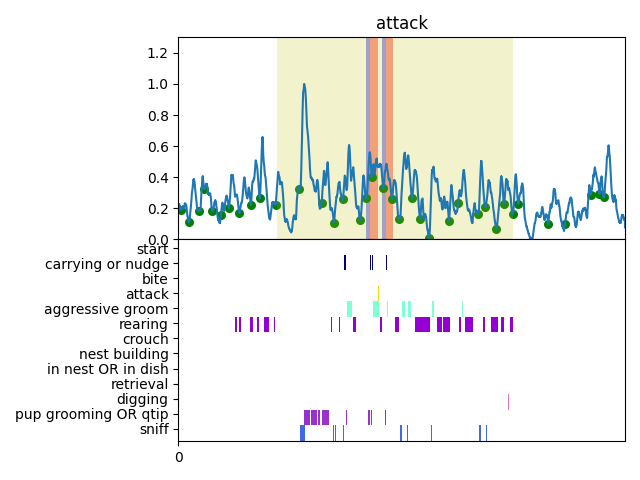 attack
1.2
1.0
0.8
0.6
0.4
0.2
0.0
start
carrying or nudge
bite
attack
aggressive groom
rearing
crouch
nest building
in nest OR in dish
retrieval
digging
pup grooming OR qtip
sniff
0